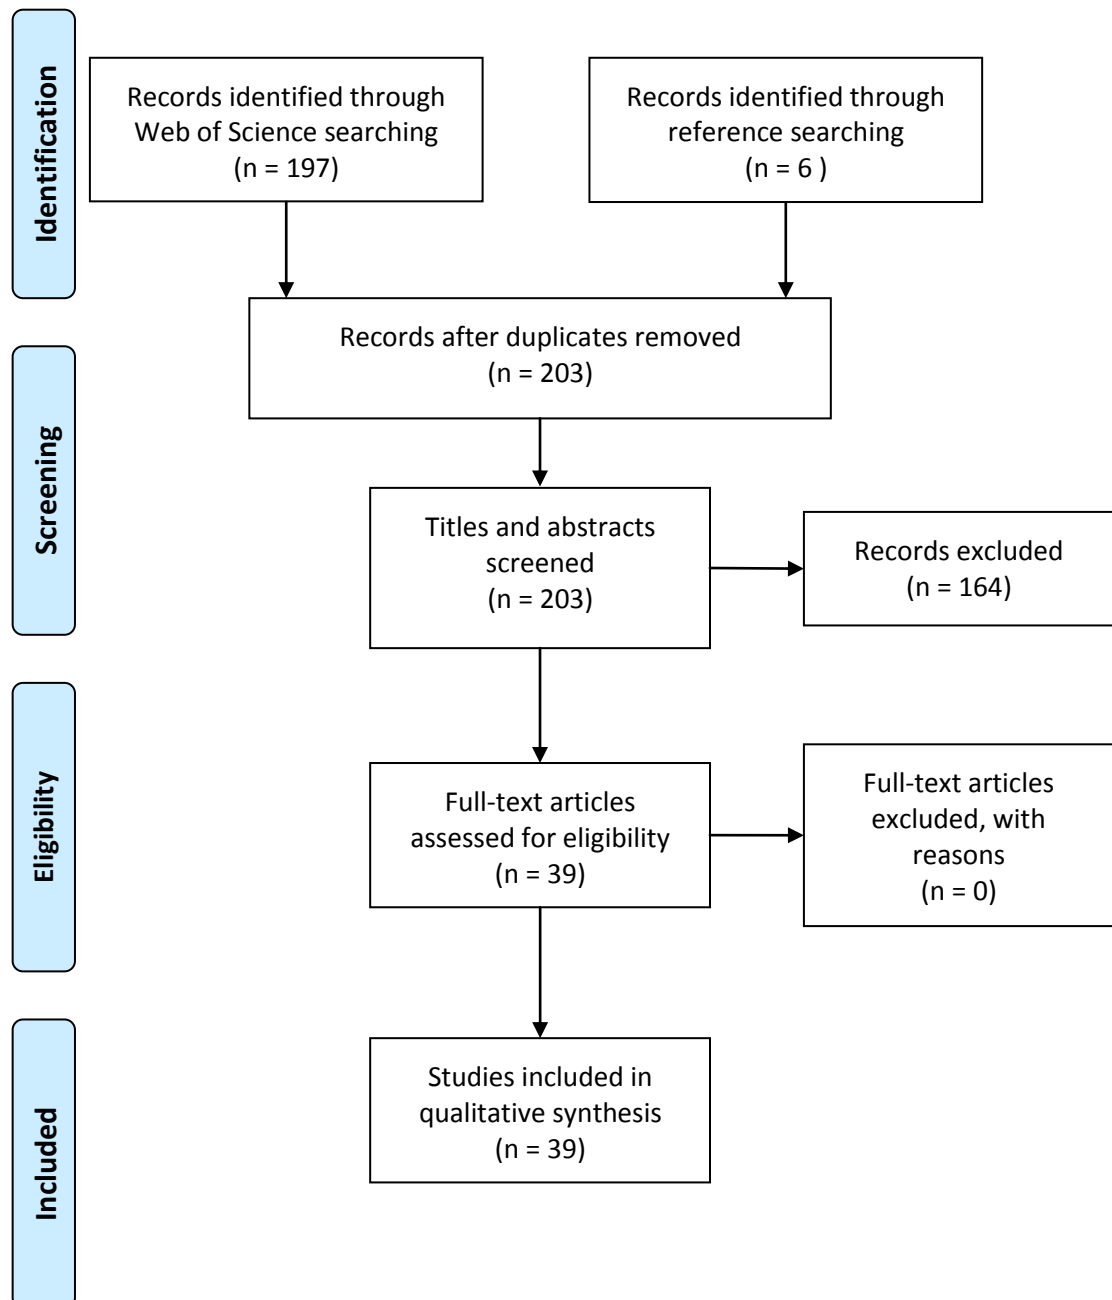 Identification
Records identified through
Web of Science searching
(n = 197)
Records identified through
reference searching
(n = 6 )
Records after duplicates removed
(n = 203)
Screening
Titles and abstracts
screened
(n = 203)
Records excluded
(n = 164)
Eligibility
Full-text articles
assessed for eligibility
(n = 39)
Full-text articles
excluded, with
reasons
(n = 0)
Included
Studies included in
qualitative synthesis
(n = 39)